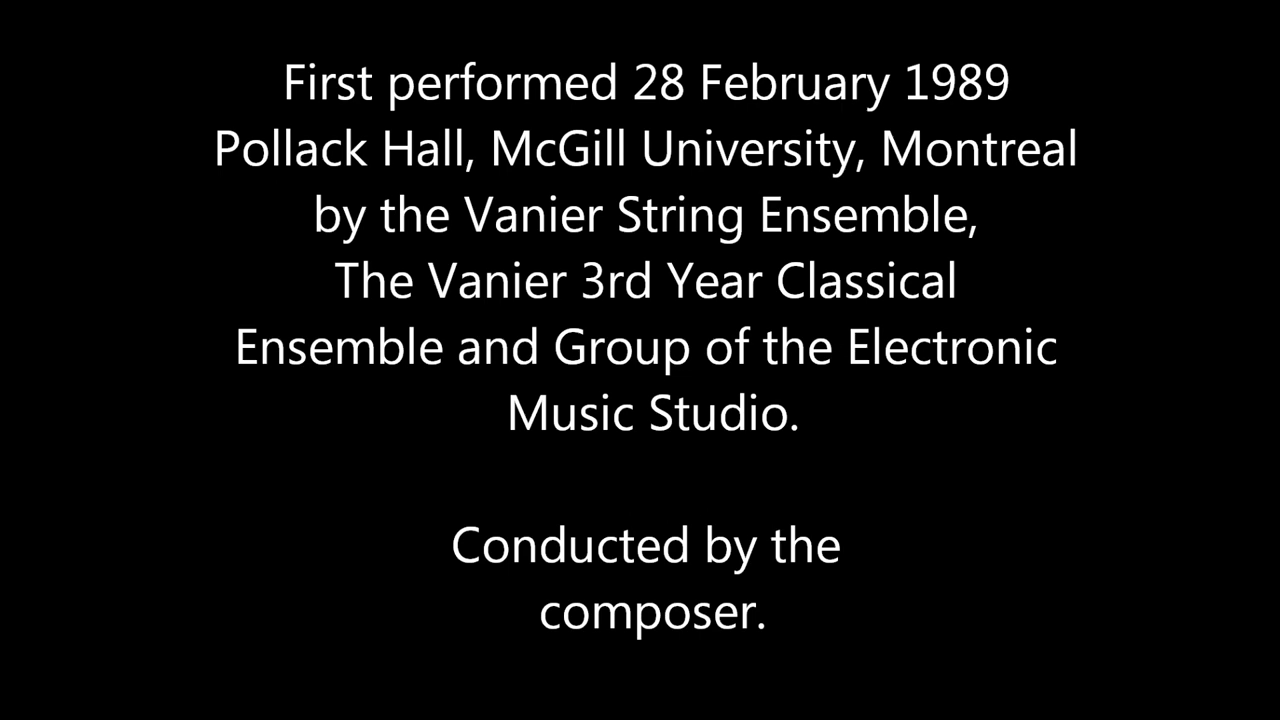 First performed 28 February 1989
Pollack Hall, McGill University, Montreal
by the Vanier String Ensemble,
The Vanier 3rd Year Classical
Ensemble and Group of the Electronic
Music Studio.
Conducted by the
composer.